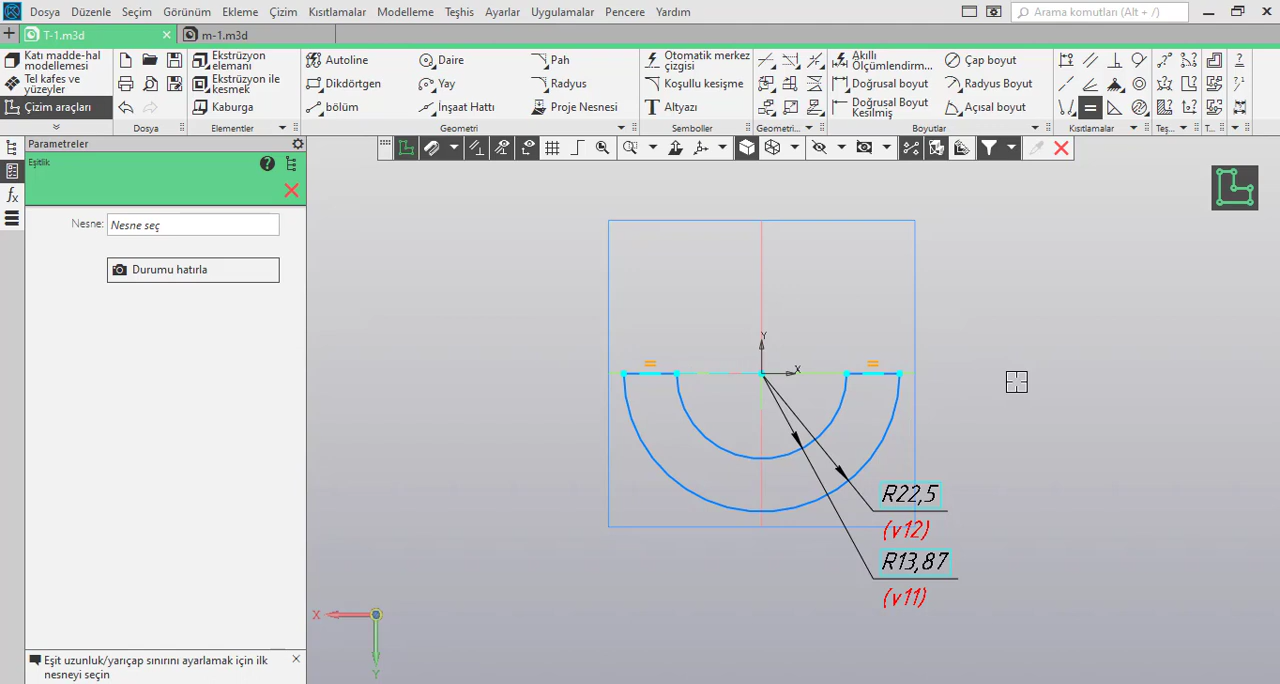 Dosya Düzenle Seçim Görünüm Ekleme Çizim Kısıtlamalar Modelleme Teşhis Ayarlar Uygulamalar Pencere Yardım
Arama komutları (Alt + /)
T-1.m3d
m-1.m3d
Katı madde-hal modellemesi
Tel kafes ve yüzeyler
Çizim araçları
Dosya
Ekstrüzyon elemanı
Ekstrüzyon ile kesmek
Kaburga
Elementler
Autoline
Dikdörtgen
bölüm
Daire
Yay
İnşaat Hattı
Pah
Radyus
Proje Nesnesi
Geometri
Otomatik merkez çizgisi
Koşullu kesişme
Altyazı
Semboller
Geometri...
Akıllı Ölçümlendirm...
Doğrusal boyut
Doğrusal Boyut Kesilmiş
Çap boyut
Radyus Boyut
Açısal boyut
Boyutlar
Kısıtlamalar
Teş...
T...
Parametreler
Eşitlik
Nesne:
Nesne seç
Durumu hatırla
Y
X
R22,5
(v12)
R13,87
(v11)
X
Y
Eşit uzunluk/yarıçap sınırını ayarlamak için ilk
nesneyi seçin